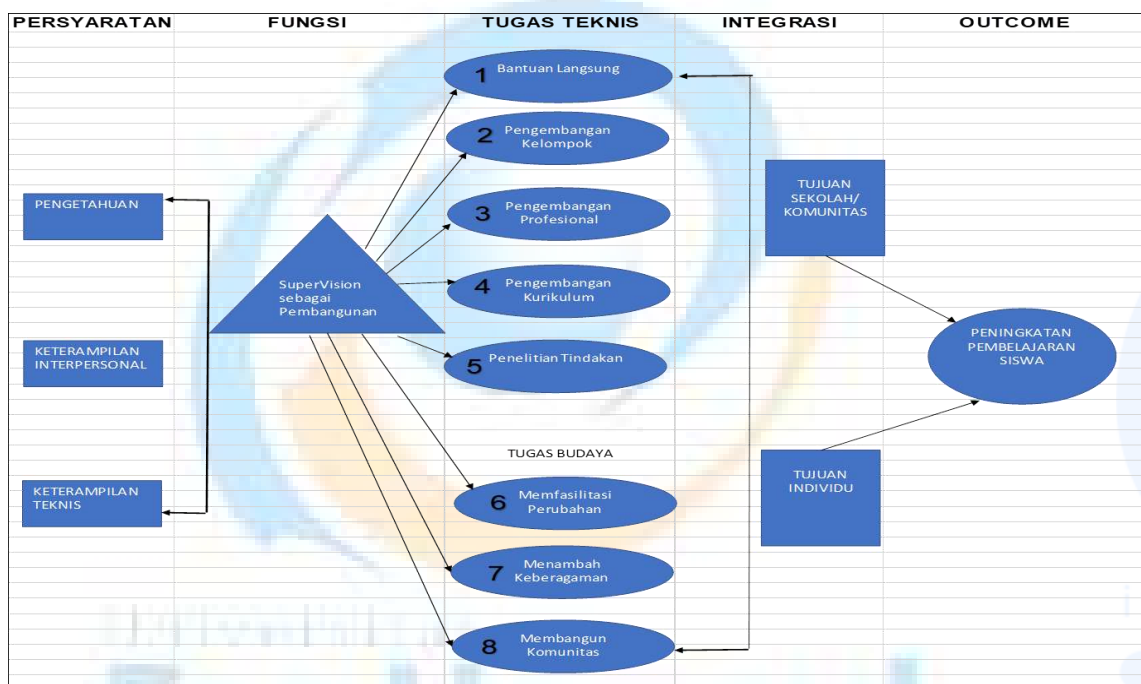 PERSYARATAN
FUNGSI
TUGAS TEKNIS
INTEGRASI
OUTCOME
1 Bantuan Langsung
2 Pengembangan
Kelompok
3 Pengembangan
Profesional
4 Pengembangan
Kurikulum
5 Penelitian Tindakan
PENGETAHUAN
KETERAMPILAN
INTERPERSONAL
KETERAMPILAN
TEKNIS
SuperVision
sebagai
Pembangunan
TUGAS BUDAYA
6 Memfasilitasi
Perubahan
7 Menambah
Keberagaman
8 Membangun
Komunitas
TUJUAN
SEKOLAH/
KOMUNITAS
TUJUAN
INDIVIDU
PENINGKATAN
PEMBELAJARAN
SISWA